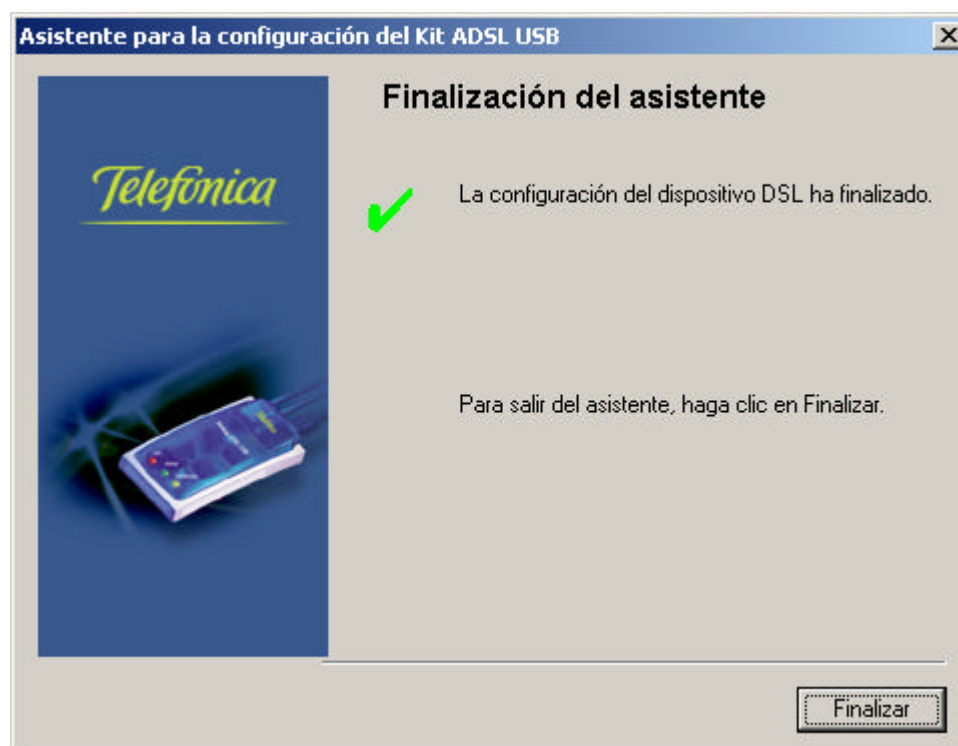 Asistente para la configuración del Kit ADSL USB
Finalización del asistente
Telefónica
La configuración del dispositivo DSL ha finalizado.
Para salir del asistente, haga clic en Finalizar.
Finalizar